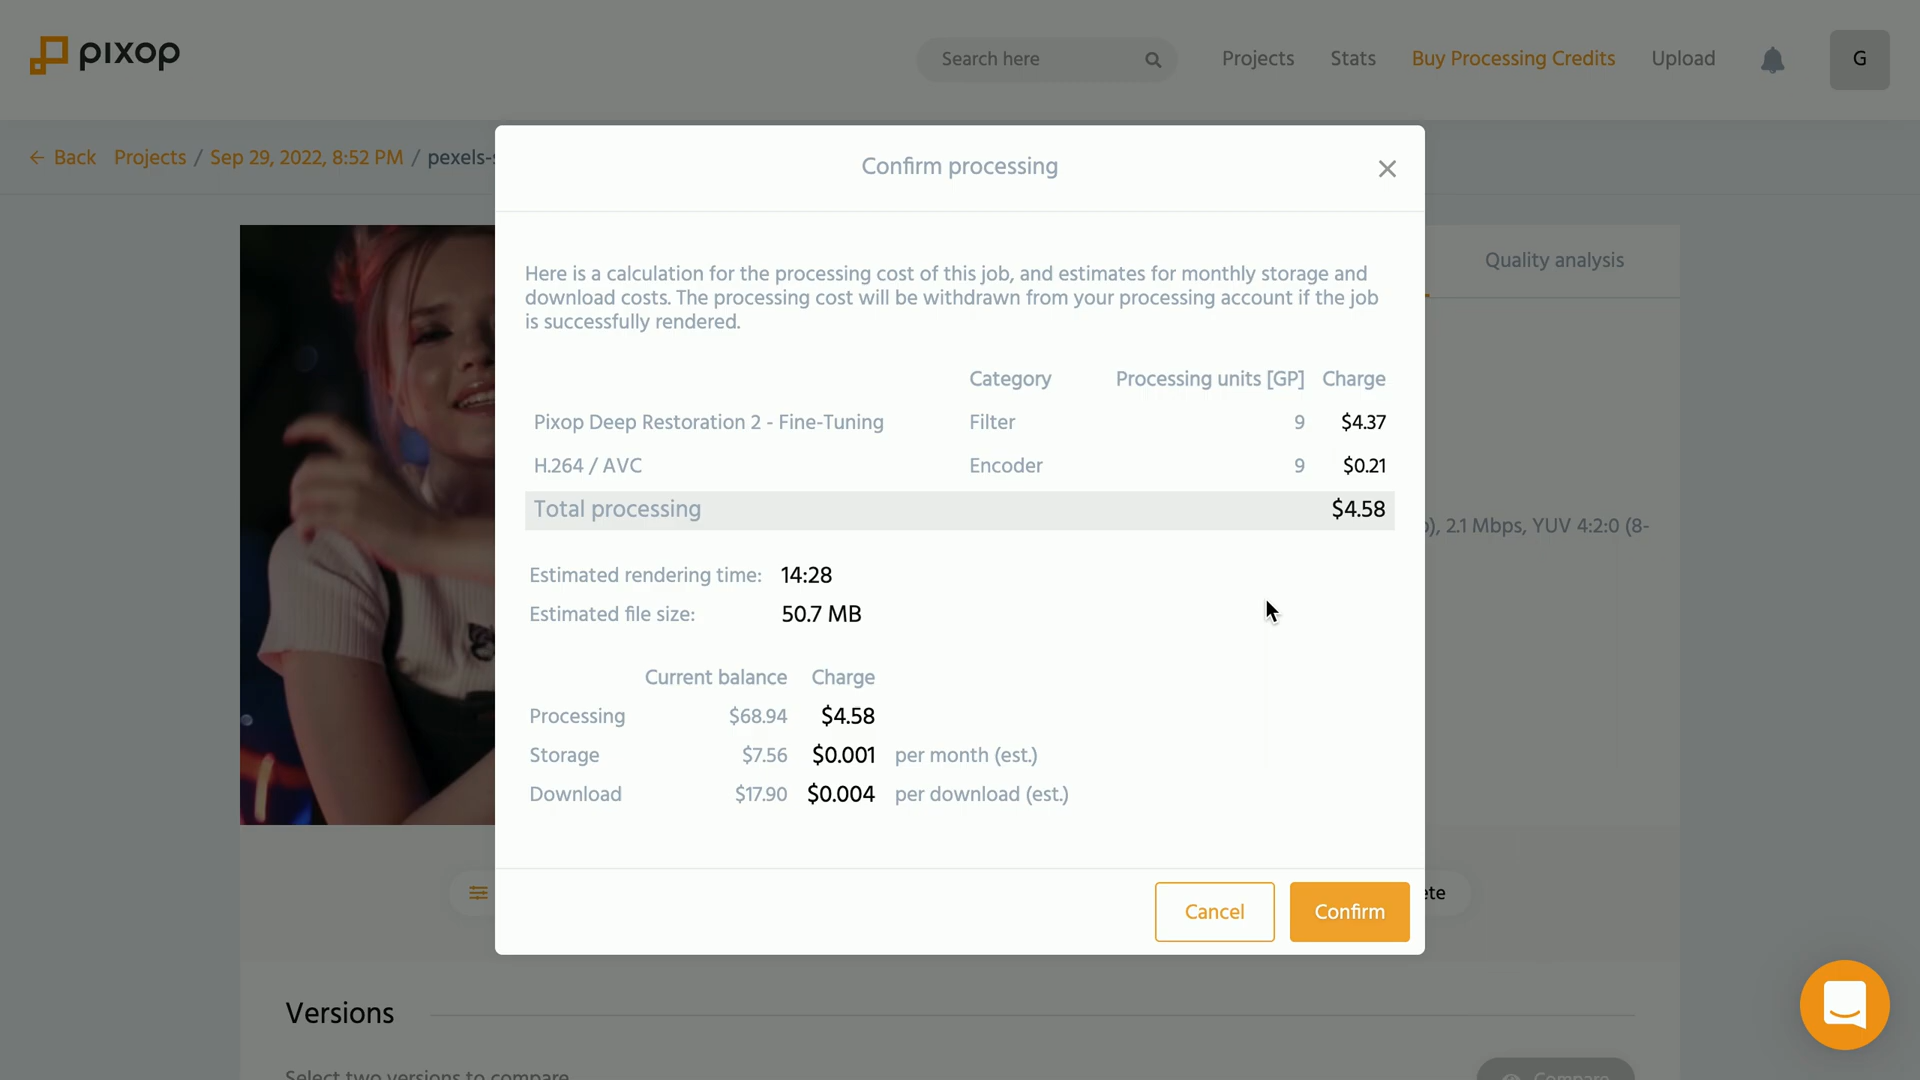 pixop
Search here
Projects
Stats
Buy Processing Credits
Upload
G
← Back Projects / Sep 29, 2022, 8:52 PM / pexels-s
Confirm processing
Quality analysis
Here is a calculation for the processing cost of this job, and estimates for monthly storage and
download costs. The processing cost will be withdrawn from your processing account if the job
is successfully rendered.
Category Processing units [GP] Charge
Pixop Deep Restoration 2 - Fine-Tuning Filter 9 $4.37
H.264 / AVC Encoder 9 $0.21
Total processing $4.58
), 2.1 Mbps, YUV 4:2:0 (8-
Estimated rendering time: 14:28
Estimated file size: 50.7 MB
Current balance Charge
Processing $68.94 $4.58
Storage $7.56 $0.001 per month (est.)
Download $17.90 $0.004 per download (est.)
Cancel
Confirm
ete
Versions
Select two versions to compare
Compare